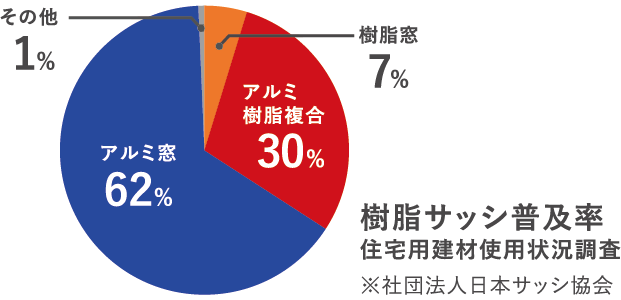 その他
1%
樹脂窓
7%
アルミ
樹脂複合
30%
アルミ窓
62%
樹脂サッシ普及率
住宅用建材使用状況調査
※社団法人日本サッシ協会